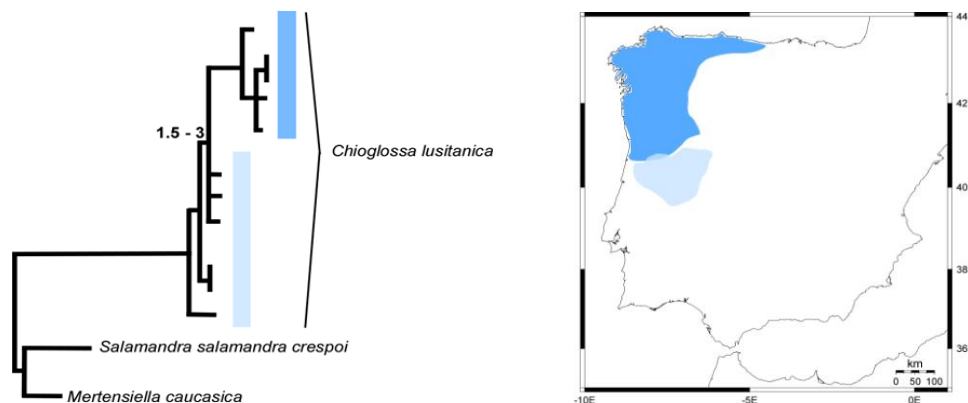 1.5 - 3
Chioglossa lusitanica
Salamandra salamandra crespoi
Mertensiella caucasica
44
42
40
38
36
km
0 50 100
-10E
-5E
0E